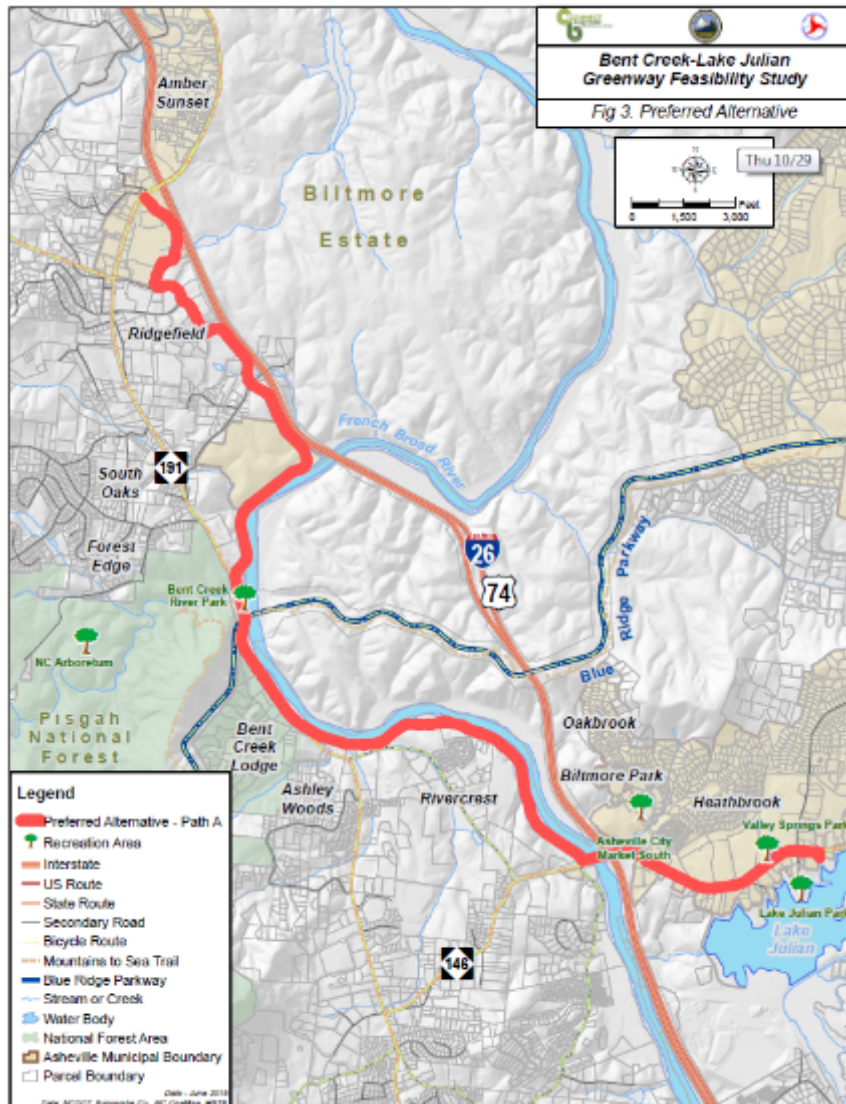 Bent Creek-Lake Julian
Greenway Feasibility Study
Fig 3. Preferred Alternative
Thu 10/29
N
Feet
0 1,500 3,000
Amber
Sunset
Biltmore
Estate
Ridgefield
French Broad River
191
South
Oaks
Forest
Edge
26
74
Blue Ridge Parkway
Bent Creek
River Park
NC Arboretum
Pisgah
National
Forest
Bent
Creek
Lodge
Oakbrook
Ashley
Woods
Rivercrest
Biltmore Park
Heathbrook
Valley Springs Park
Asheville City
Market South
Lake Julian Park
Lake
Julian
146
Legend
Preferred Alternative - Path A
Recreation Area
Interstate
US Route
State Route
Secondary Road
Bicycle Route
Mountains to Sea Trail
Blue Ridge Parkway
Stream or Creek
Water Body
National Forest Area
Asheville Municipal Boundary
Parcel Boundary